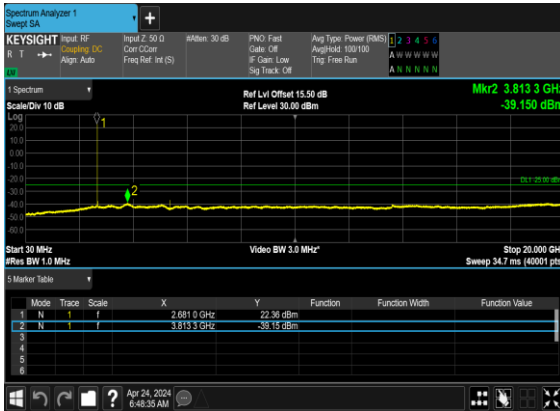 Spectrum Analyzer 1
Swept SA
+
KEYSIGHT Input: RF Input Z: 50 Ω #Atten: 30 dB PNO: Fast Avg Type: Power (RMS) 1 2 3 4 5 6
R T Coupling: DC Corr CCorr Gate: Off Avg|Hold: 100/100 A W W W W W
Align: Auto Freq Ref: Int (S) IF Gain: Low Trig: Free Run
Sig Track: Off A N N N N N
1 Spectrum Mkr2 3.813 3 GHz
Scale/Div 10 dB Ref Lvl Offset 15.50 dB
Ref Level 30.00 dBm -39.150 dBm
Log
20.0
10.0
0.00
-10.0
-20.0
-30.0
-40.0
-50.0
-60.0
1
2
DL1 -25.00 dBm
Start 30 MHz Video BW 3.0 MHz* Stop 20.000 GHz
#Res BW 1.0 MHz Sweep 34.7 ms (40001 pts)
5 Marker Table
Mode Trace Scale X Y Function Function Width Function Value
1 N 1 f 2.681 0 GHz 22.36 dBm
2 N 1 f 3.813 3 GHz -39.15 dBm
3
4
5
6
? Apr 24, 2024
6:48:35 AM